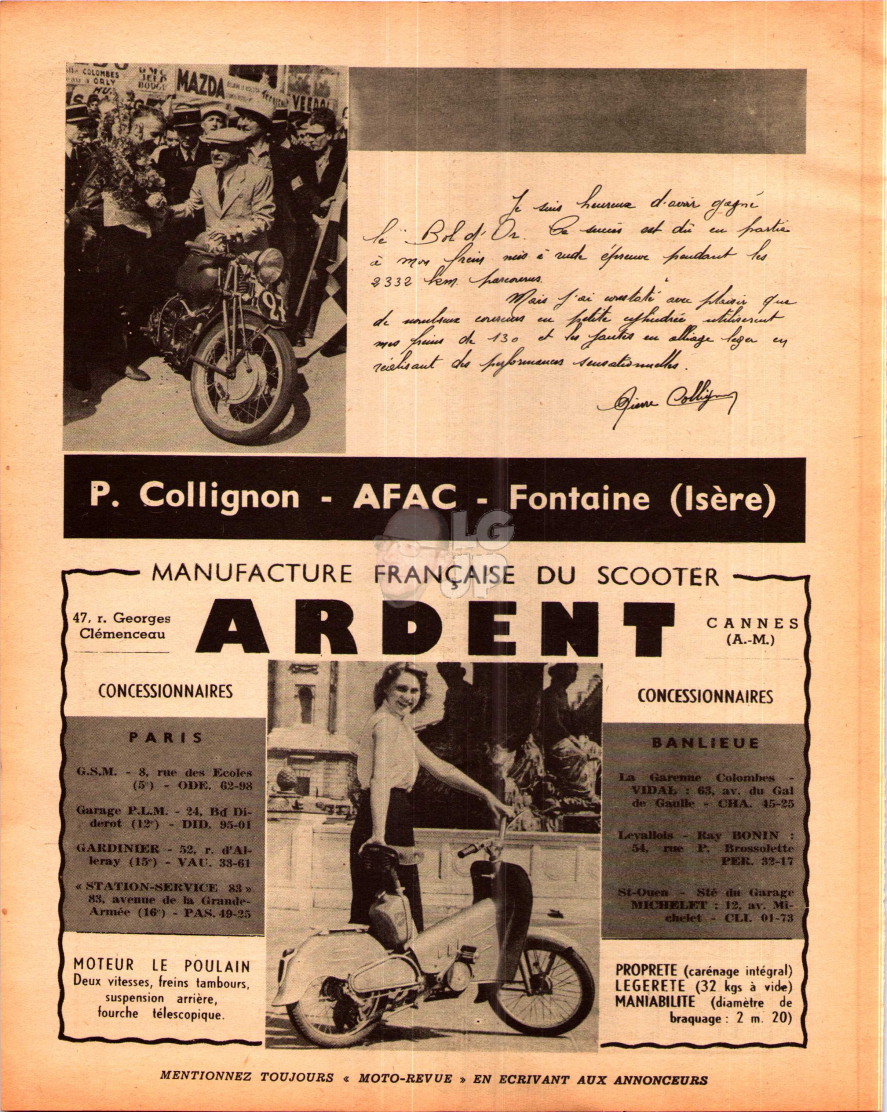 COLOMBES
à ORLY
MAZDA
VEEDOL
27
Je suis heureux d'avoir gagné
le "Bol d'Or. Ce succès est dû en partie
à mes freins mis à rude épreuve pendant les
2332 km. parcourus.
Mais j'ai constaté avec plaisir que
de nombreux coureurs en petite cylindrée utilisèrent
mes freins de 130 et les jantes en alliage léger en
réalisant des performances sensationnelles.
Pierre Collignon
P. Collignon - AFAC - Fontaine (Isère)
LG
UP
MANUFACTURE FRANÇAISE DU SCOOTER
47. r. Georges
Clémenceau
ARDENT
CANNES
(A.-M.)
CONCESSIONNAIRES
PARIS
G.S.M. - 8, rue des Ecoles
(5e) - ODE. 62-98
Garage P.L.M. - 24, Bd Di-
derot (12e) - DID. 95-01
GARDINIER - 52, r. d'Al-
leray (15e) - VAU. 33-61
« STATION-SERVICE 83 »
83, avenue de la Grande-
Armée (16e) - PAS. 49-25
MOTEUR LE POULAIN
Deux vitesses, freins tambours,
suspension arrière,
fourche télescopique.
CONCESSIONNAIRES
BANLIEUE
La Garenne Colombes -
VIDAL : 63, av. du Gal
de Gaulle - CHA. 45-25
Levallois - Ray BONIN :
54, rue P. Brossolette
PER. 32-17
St-Ouen - Sté du Garage
MICHELET : 12, av. Mi-
chelet - CLI. 01-73
PROPRETE (carénage intégral)
LEGERETE (32 kgs à vide)
MANIABILITE (diamètre de
braquage : 2 m. 20)
MENTIONNEZ TOUJOURS « MOTO-REVUE » EN ECRIVANT AUX ANNONCEURS